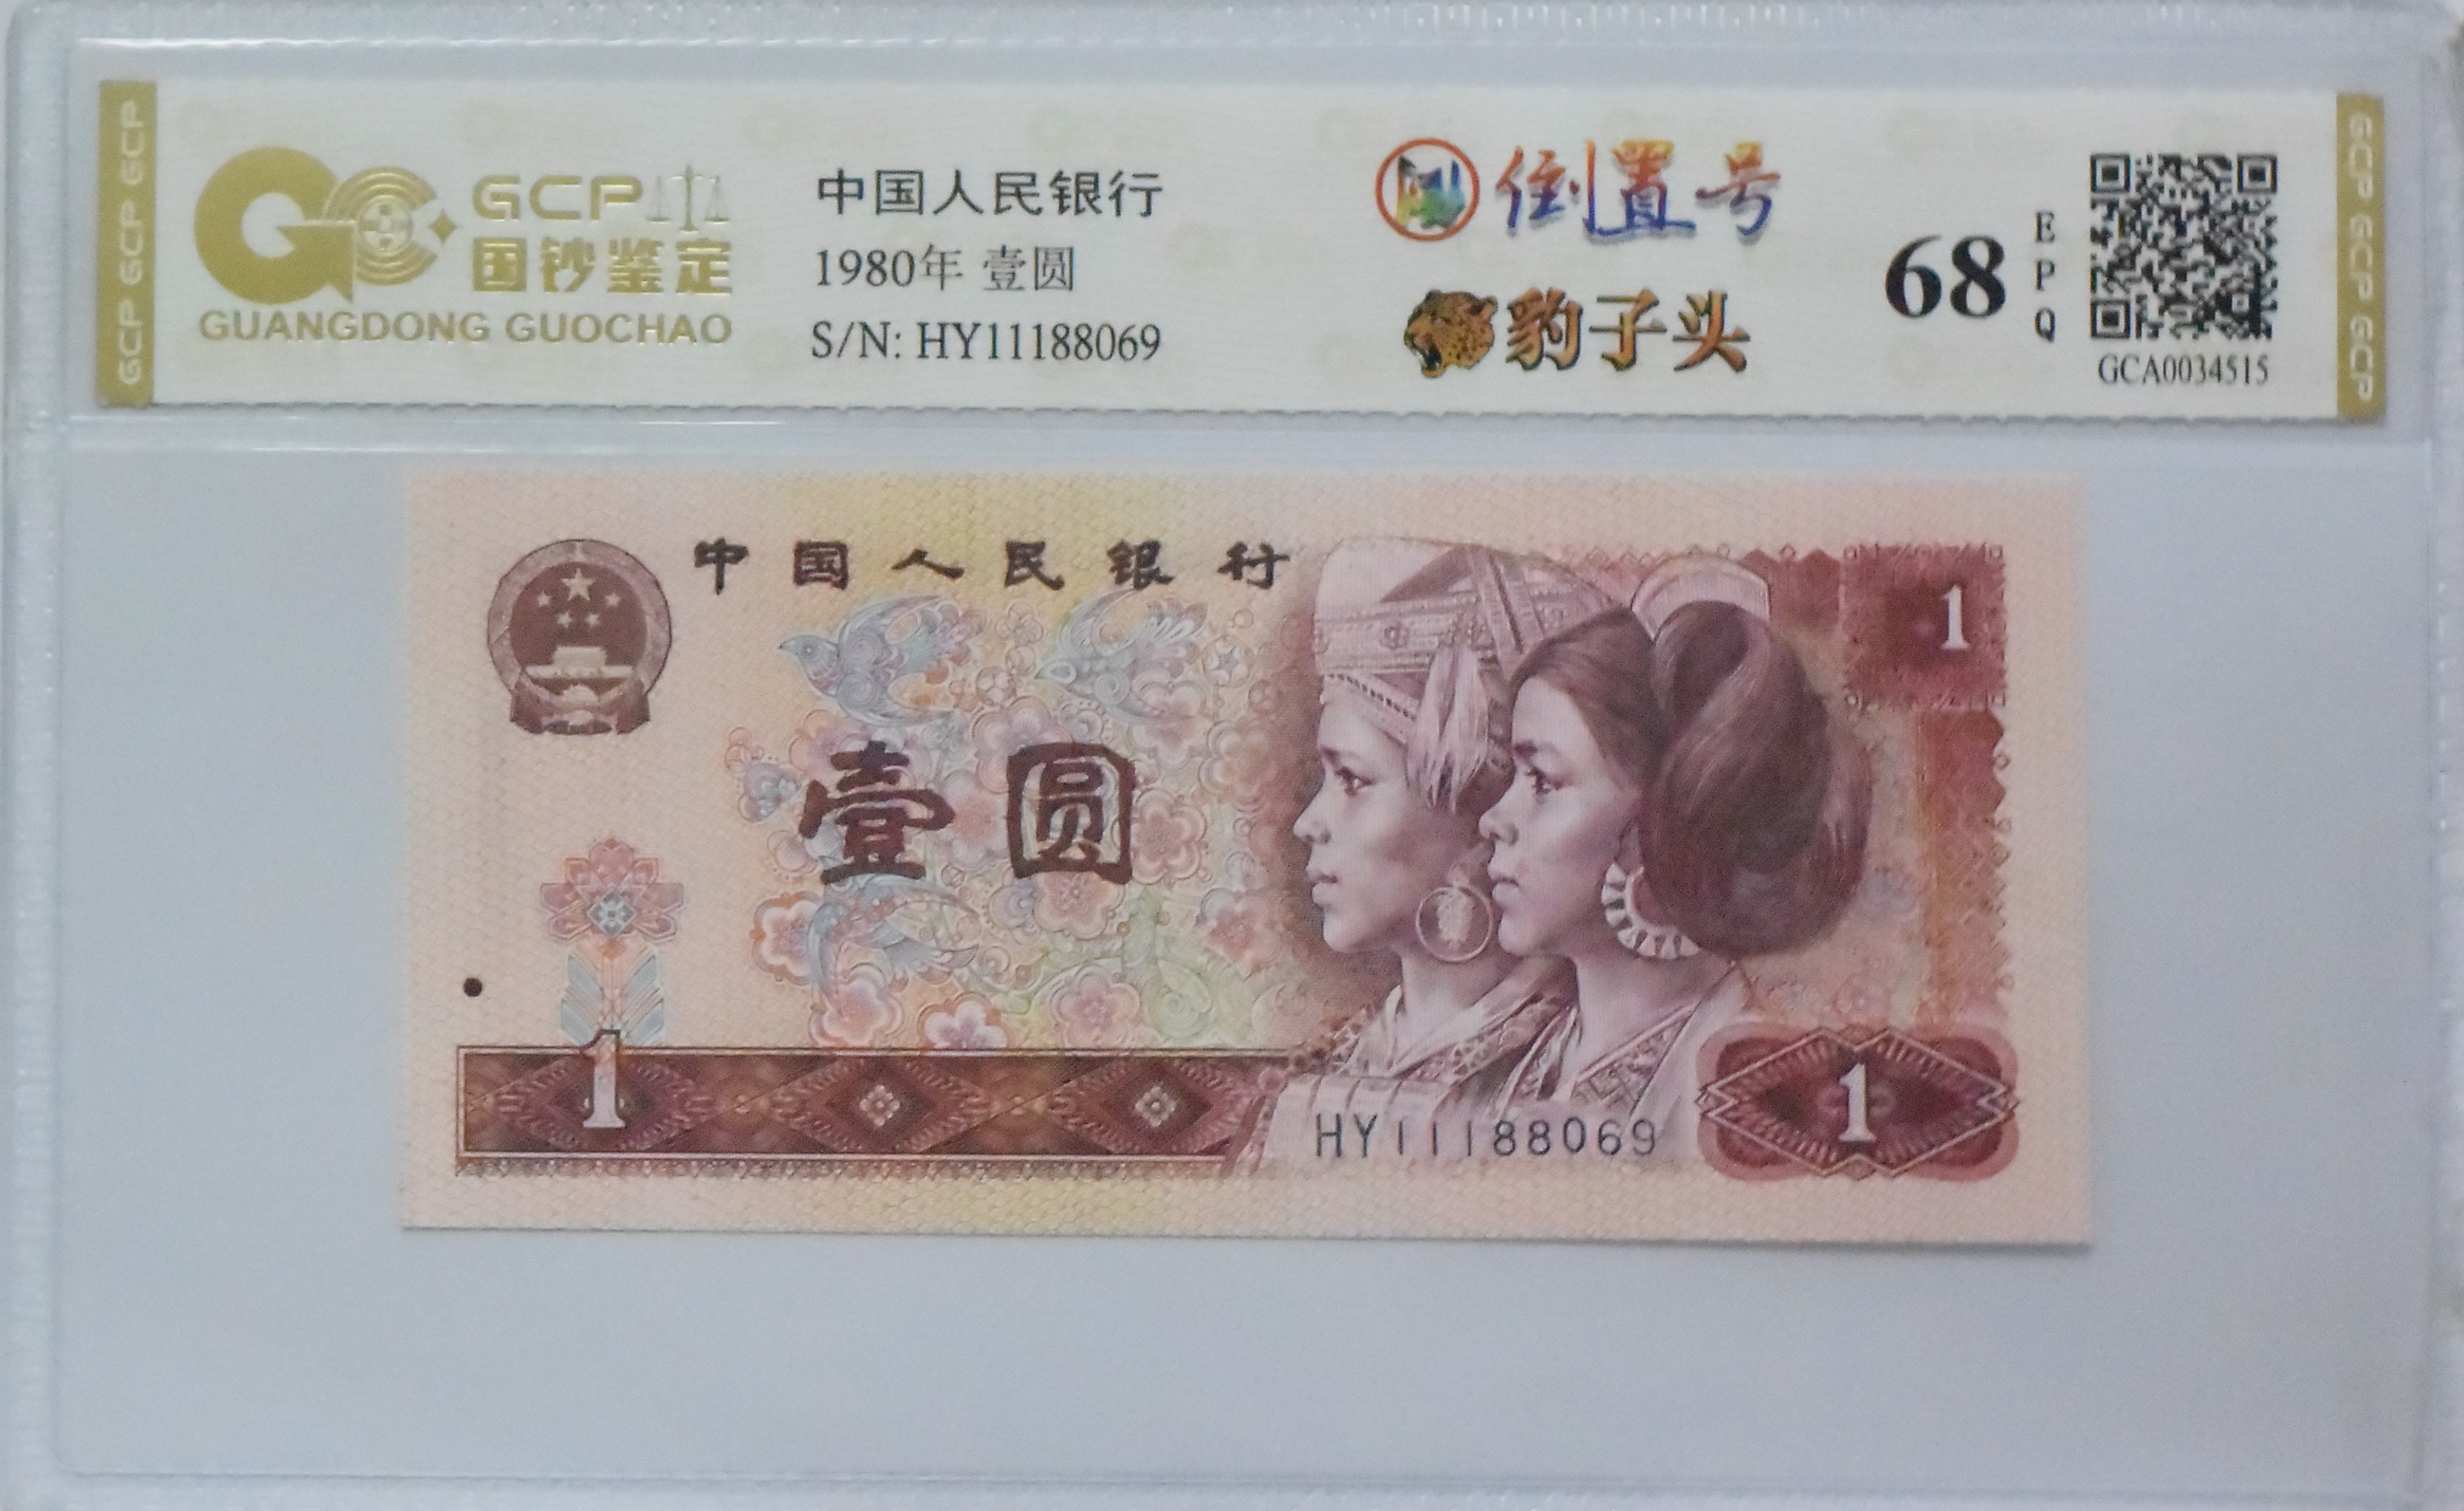 GCP GCP GCP
GCP
国钞鉴定
GUANGDONG GUOCHAO
中国人民银行
1980年 壹圆
S/N: HY11188069
倒置号
豹子头
68
E
P
Q
GCA0034515
GCP GCP GCP
中国人民银行
1
壹圆
1
HY11188069
1